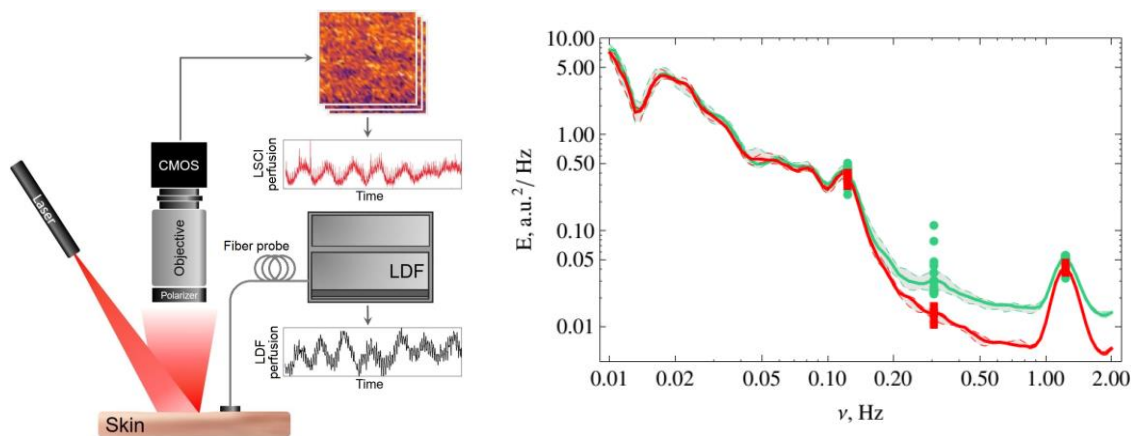 CMOS
Objective
Polarizer
Laser
Skin
LSCI
perfusion
Time
Fiber probe
LDF
LDF
perfusion
Time
10.00
5.00
1.00
0.50
0.10
0.05
0.01
E, a.u.²/ Hz
0.01 0.02 0.05 0.10 0.20 0.50 1.00 2.00
ν, Hz